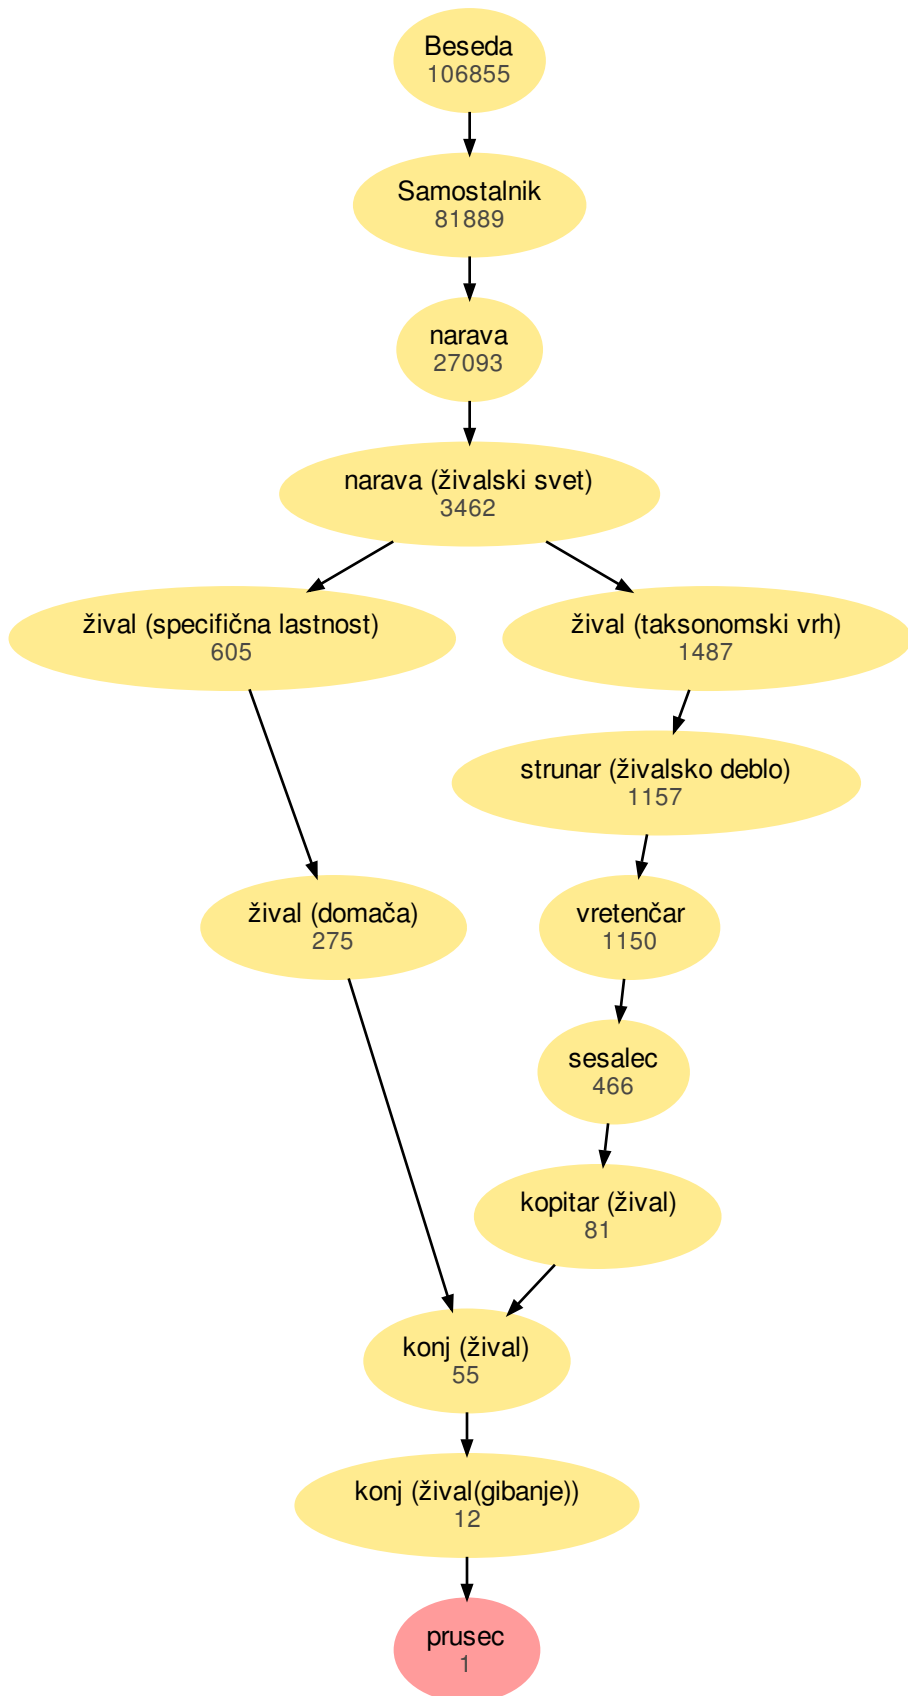 Beseda
106855
Samostalnik
81889
narava
27093
narava (živalski svet)
3462
žival (specifična lastnost)
605
žival (taksonomski vrh)
1487
strunar (živalsko deblo)
1157
žival (domača)
275
vretenčar
1150
sesalec
466
kopitar (žival)
81
konj (žival)
55
konj (žival(gibanje))
12
prusec
1